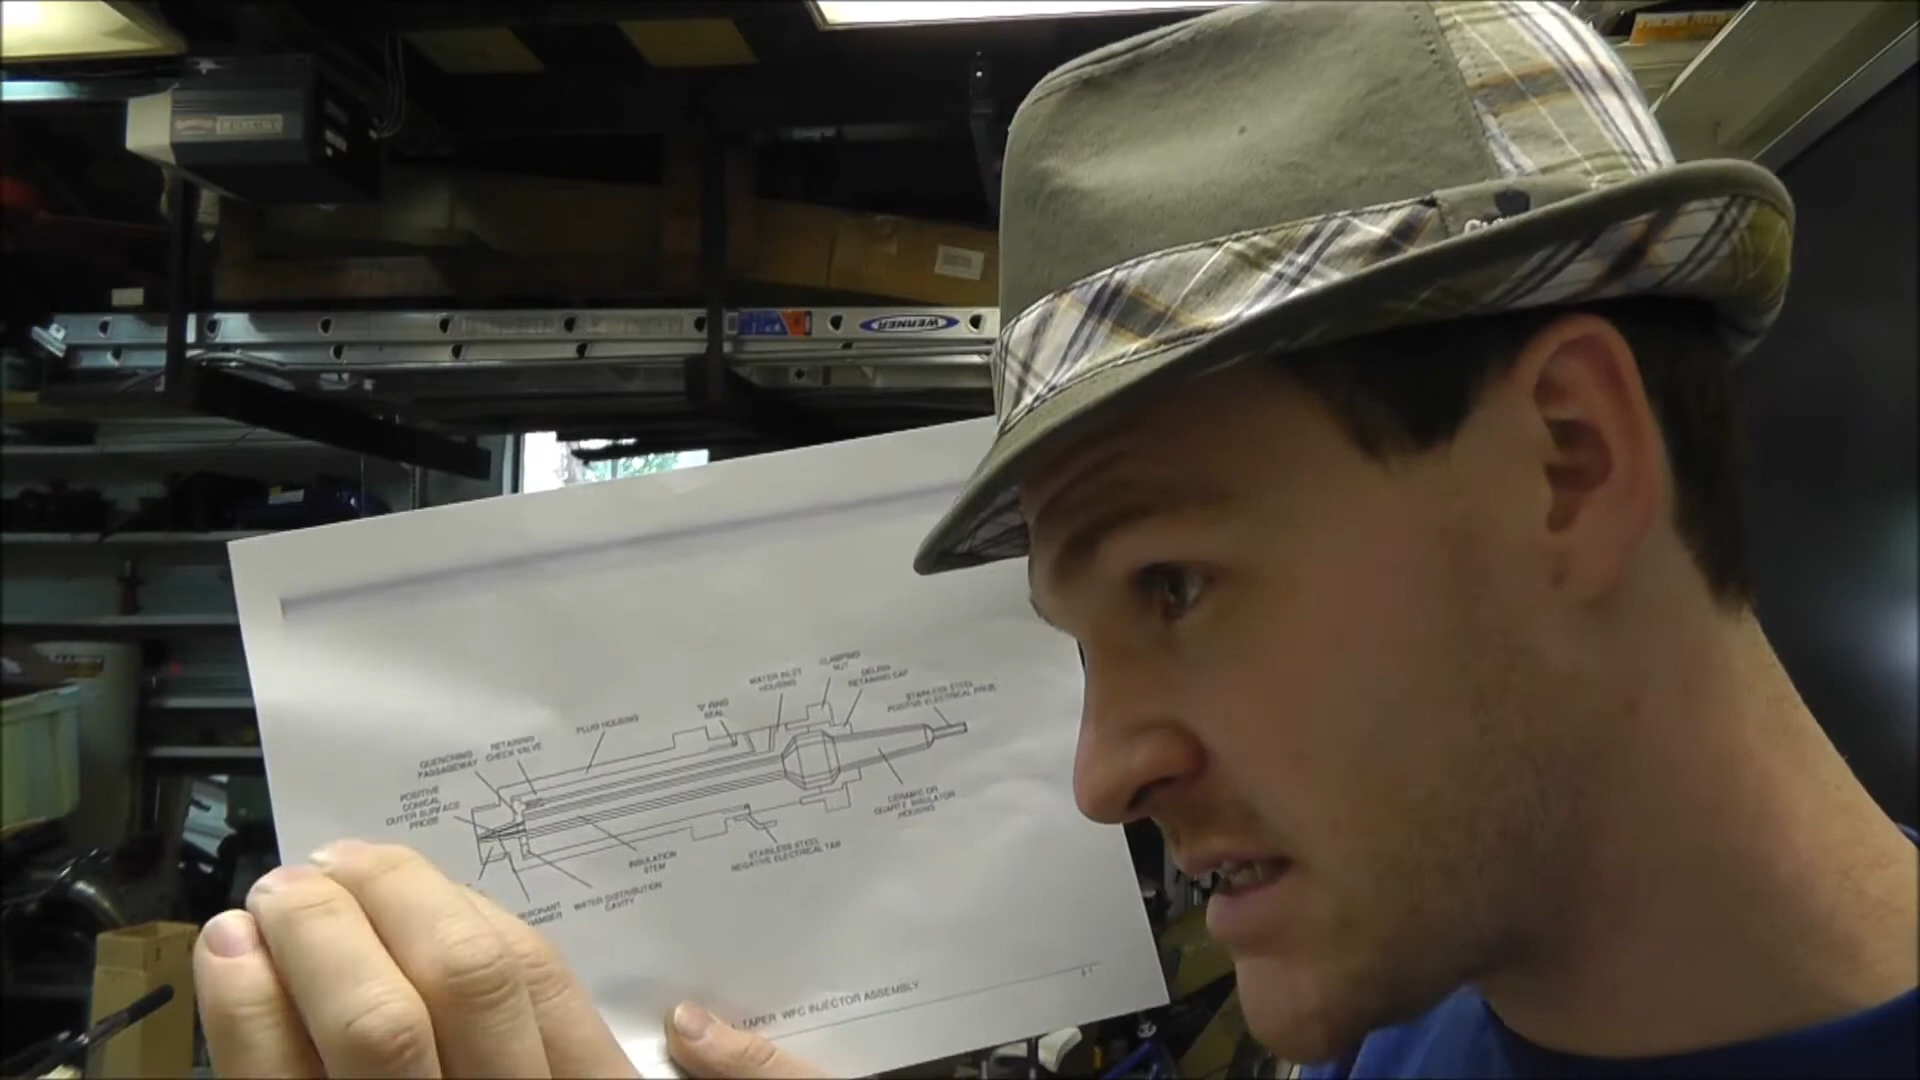 WERNER
CLAMPING
NUT
WATER INLET
HOUSING
DELRIN
RETAINING CAP
STAINLESS STEEL
POSITIVE ELECTRICAL PROBE
"V" RING
SEAL
PLUG HOUSING
RETAINING
CHECK VALVE
QUENCHING
PASSAGEWAY
POSITIVE
CONICAL
OUTER SURFACE
PROBE
CERAMIC OR
QUARTZ INSULATOR
HOUSING
STAINLESS STEEL
NEGATIVE ELECTRICAL TAB
INSULATION
STEM
WATER DISTRIBUTION
CAVITY
TAPER WFC INJECTOR ASSEMBLY